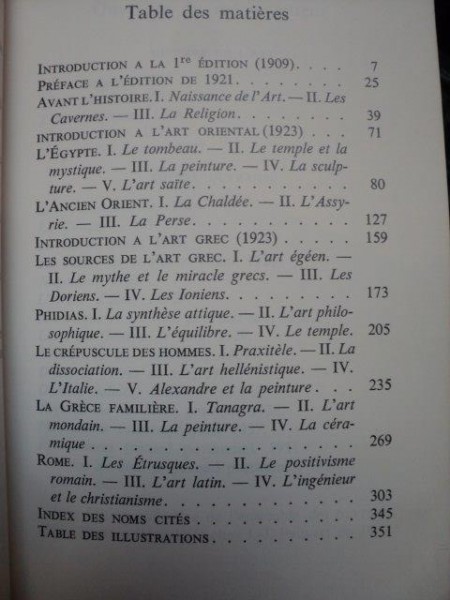 Table des matières
INTRODUCTION A LA 1re ÉDITION (1909). . . . 7
PRÉFACE A L'ÉDITION DE 1921. . . . . . . . 25
AVANT L'HISTOIRE. I. Naissance de l'Art. — II. Les
Cavernes. — III. La Religion. . . . . . . . 39
INTRODUCTION A L'ART ORIENTAL (1923) . . . 71
L'ÉGYPTE. I. Le tombeau. — II. Le temple et la
mystique. — III. La peinture. — IV. La sculp-
ture. — V. L'art saïte. . . . . . . . . . . 80
L'ANCIEN ORIENT. I. La Chaldée. — II. L'Assy-
rie. — III. La Perse . . . . . . . . . . . 127
INTRODUCTION A L'ART GREC (1923) . . . . . 159
LES SOURCES DE L'ART GREC. I. L'art égéen. —
II. Le mythe et le miracle grecs. — III. Les
Doriens. — IV. Les Ioniens. . . . . . . . . 173
PHIDIAS. I. La synthèse attique. — II. L'art philo-
sophique. — III. L'équilibre. — IV. Le temple. 205
LE CRÉPUSCULE DES HOMMES. I. Praxitèle. — II. La
dissociation. — III. L'art hellénistique. — IV.
L'Italie. — V. Alexandre et la peinture . . . 235
LA GRÈCE FAMILIÈRE. I. Tanagra. — II. L'art
mondain. — III. La peinture. — IV. La céra-
mique . . . . . . . . . . . . . . . . . . 269
ROME. I. Les Étrusques. — II. Le positivisme
romain. — III. L'art latin. — IV. L'ingénieur
et le christianisme. . . . . . . . . . . . 303
INDEX DES NOMS CITÉS . . . . . . . . . . . 345
TABLE DES ILLUSTRATIONS. . . . . . . . . . 351